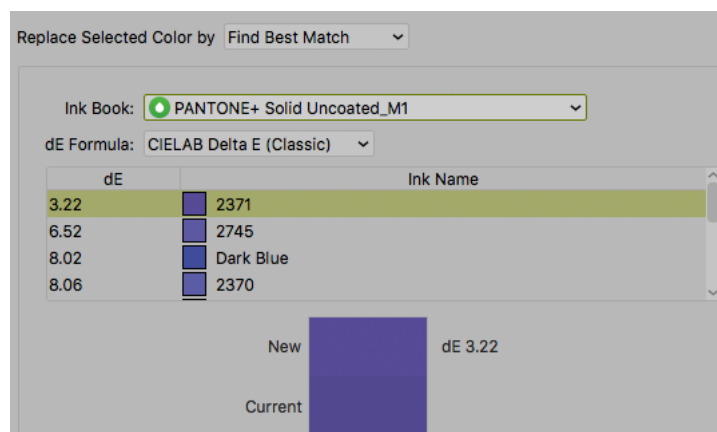 Replace Selected Color by Find Best Match
Ink Book: PANTONE+ Solid Uncoated_M1
dE Formula: CIELAB Delta E (Classic)
dE Ink Name
3.22 2371
6.52 2745
8.02 Dark Blue
8.06 2370
New dE 3.22
Current